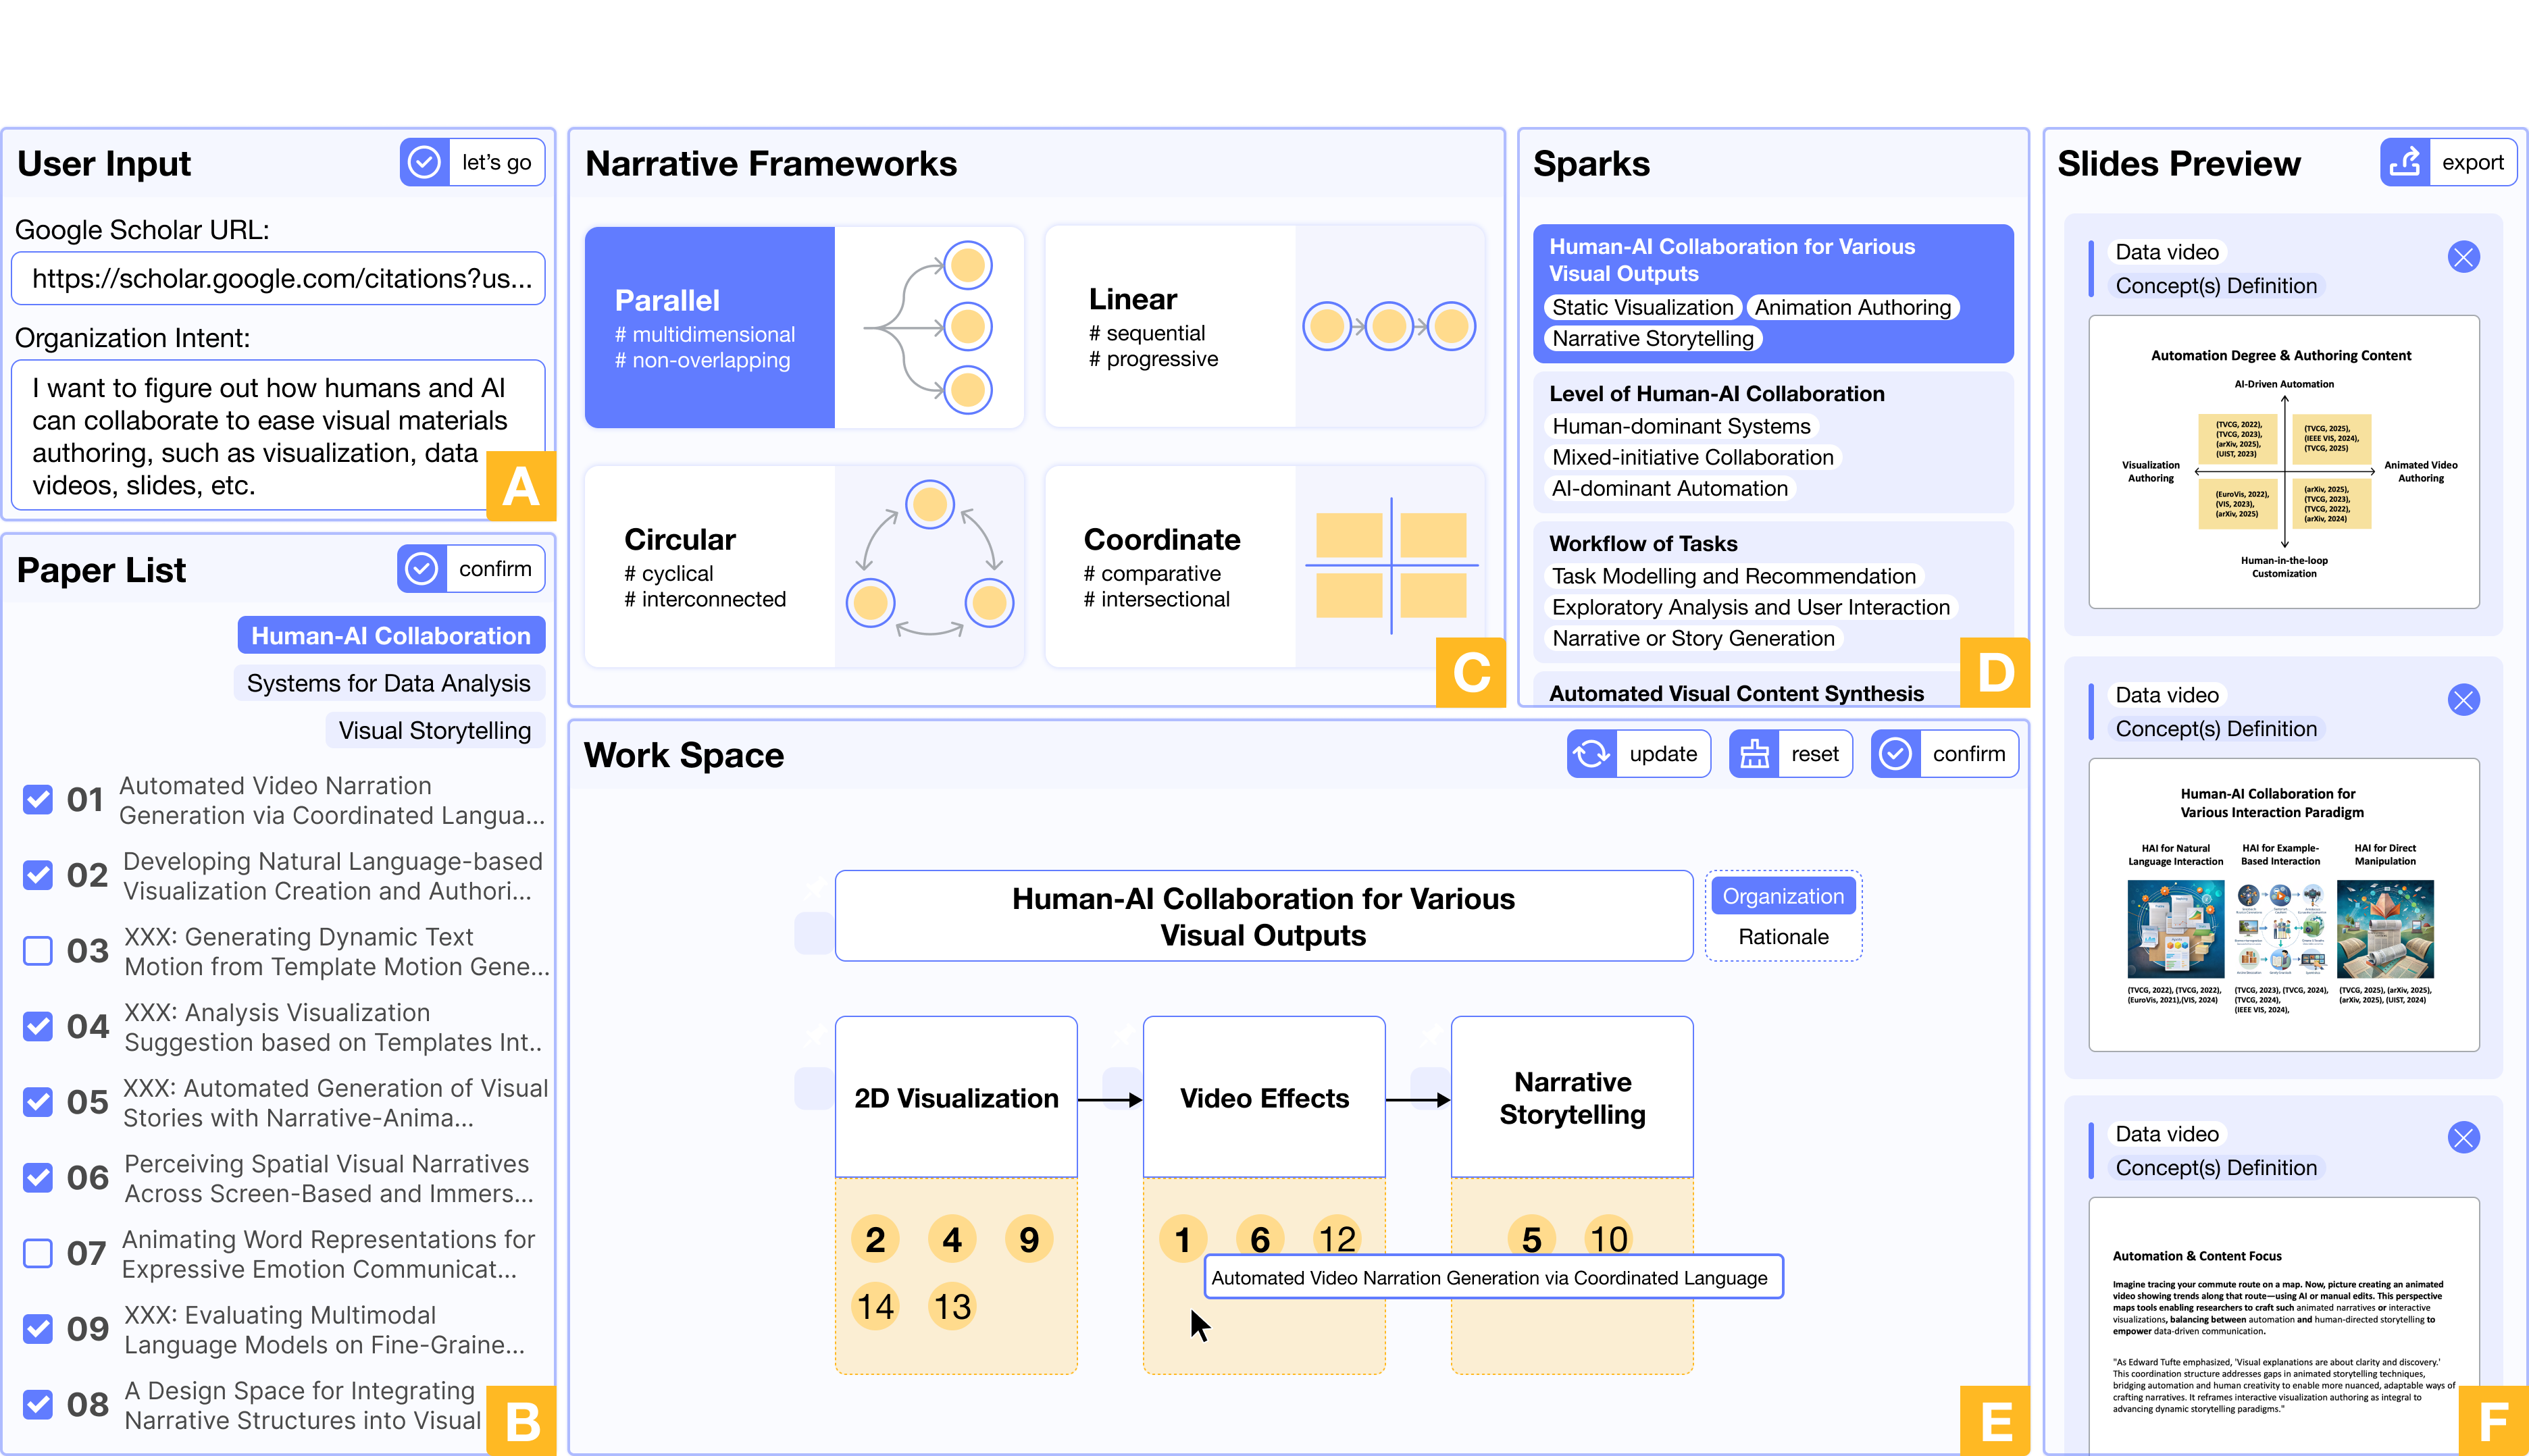 User Input
let's go
Google Scholar URL:
https://scholar.google.com/citations?us...
Organization Intent:
I want to figure out how humans and AI
can collaborate to ease visual materials
authoring, such as visualization, data
videos, slides, etc.
A
Paper List
confirm
Human-AI Collaboration
Systems for Data Analysis
Visual Storytelling
01 Automated Video Narration
Generation via Coordinated Langua...
02 Developing Natural Language-based
Visualization Creation and Authori...
03 XXX: Generating Dynamic Text
Motion from Template Motion Gene...
04 XXX: Analysis Visualization
Suggestion based on Templates Int..
05 XXX: Automated Generation of Visual
Stories with Narrative-Anima...
06 Perceiving Spatial Visual Narratives
Across Screen-Based and Immers...
07 Animating Word Representations for
Expressive Emotion Communicat...
09 XXX: Evaluating Multimodal
Language Models on Fine-Graine...
08 A Design Space for Integrating
Narrative Structures into Visual
B
Narrative Frameworks
Parallel
# multidimensional
# non-overlapping
Linear
# sequential
# progressive
Circular
# cyclical
# interconnected
Coordinate
# comparative
# intersectional
C
Sparks
Human-AI Collaboration for Various
Visual Outputs
Static Visualization Animation Authoring
Narrative Storytelling
Level of Human-AI Collaboration
Human-dominant Systems
Mixed-initiative Collaboration
AI-dominant Automation
Workflow of Tasks
Task Modelling and Recommendation
Exploratory Analysis and User Interaction
Narrative or Story Generation
Automated Visual Content Synthesis
D
Work Space
update
reset
confirm
Human-AI Collaboration for Various
Visual Outputs
Organization
Rationale
2D Visualization
Video Effects
Narrative
Storytelling
2 4 9
14 13
1 6 12
5 10
Automated Video Narration Generation via Coordinated Language
E
Slides Preview
export
Data video
Concept(s) Definition
Automation Degree & Authoring Content
AI-Driven Automation
(TVCG, 2022),
(TVCG, 2023),
(arXiv, 2025),
(UIST, 2023)
(TVCG, 2025),
(IEEE VIS, 2024),
(TVCG, 2025)
Visualization
Authoring
Animated Video
Authoring
(EuroVis, 2022),
(VIS, 2023),
(arXiv, 2025)
(arXiv, 2025),
(TVCG, 2023),
(TVCG, 2022),
(arXiv, 2024)
Human-in-the-loop
Customization
Data video
Concept(s) Definition
Human-AI Collaboration for
Various Interaction Paradigm
HAI for Natural
Language Interaction
HAI for Example-
Based Interaction
HAI for Direct
Manipulation
(TVCG, 2022), (TVCG, 2022),
(EuroVis, 2021),(VIS, 2024)
(TVCG, 2023), (TVCG, 2024),
(TVCG, 2024),
(IEEE VIS, 2024),
(TVCG, 2025), (arXiv, 2025),
(arXiv, 2025), (UIST, 2024)
Data video
Concept(s) Definition
Automation & Content Focus
Imagine tracing your commute route on a map. Now, picture creating an animated
video showing trends along that route—using AI or manual edits. This perspective
maps tools enabling researchers to craft such animated narratives or interactive
visualizations, balancing between automation and human-directed storytelling to
empower data-driven communication.
"As Edward Tufte emphasized, 'Visual explanations are about clarity and discovery.'
This coordination structure addresses gaps in animated storytelling techniques,
bridging automation and human creativity to enable more nuanced, adaptable ways of
crafting narratives. It reframes interactive visualization authoring as integral to
advancing dynamic storytelling paradigms."
F